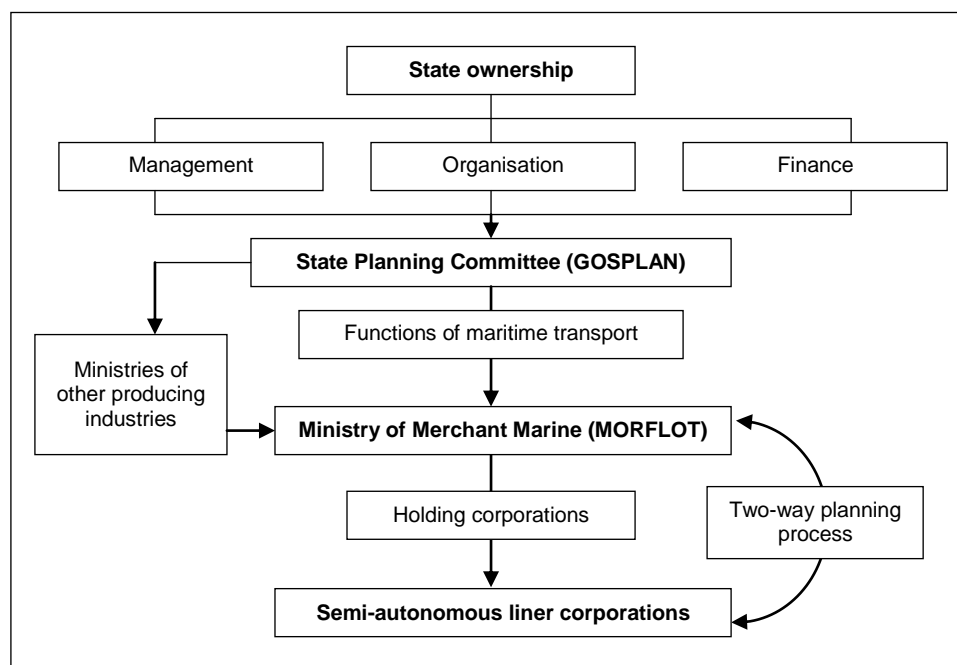 State ownership
Management
Organisation
Finance
State Planning Committee (GOSPLAN)
Functions of maritime transport
Ministries of
other producing
industries
Ministry of Merchant Marine (MORFLOT)
Holding corporations
Two-way planning
process
Semi-autonomous liner corporations